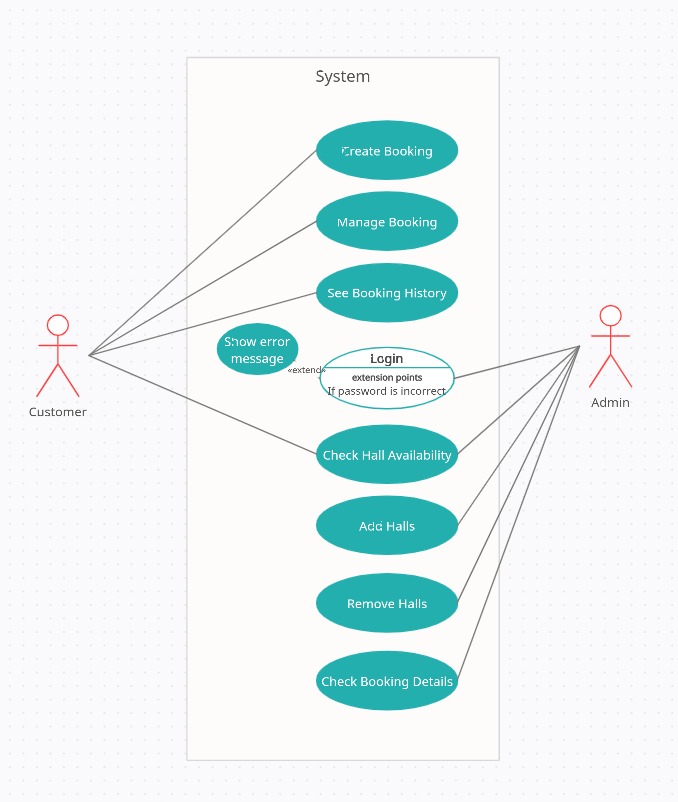 System
Create Booking
Manage Booking
See Booking History
Show error
message
«extend»
Login
extension points
If password is incorrect
Customer
Admin
Check Hall Availability
Add Halls
Remove Halls
Check Booking Details